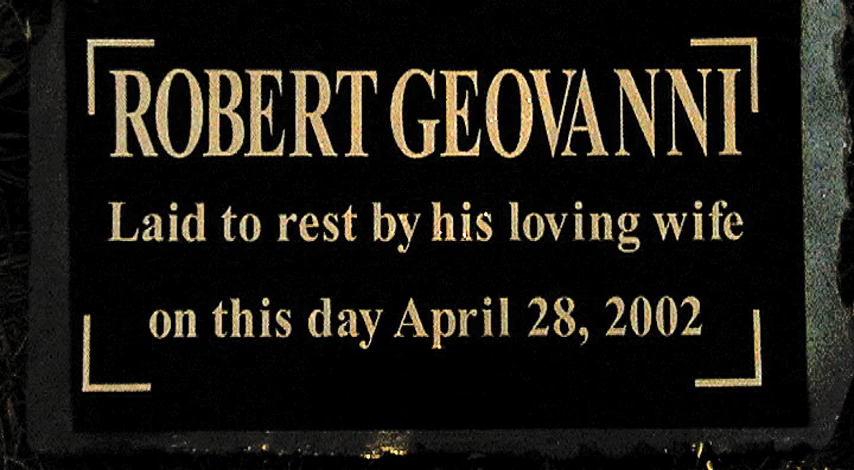 ROBERT GEOVANNI
Laid to rest by his loving wife
on this day April 28, 2002